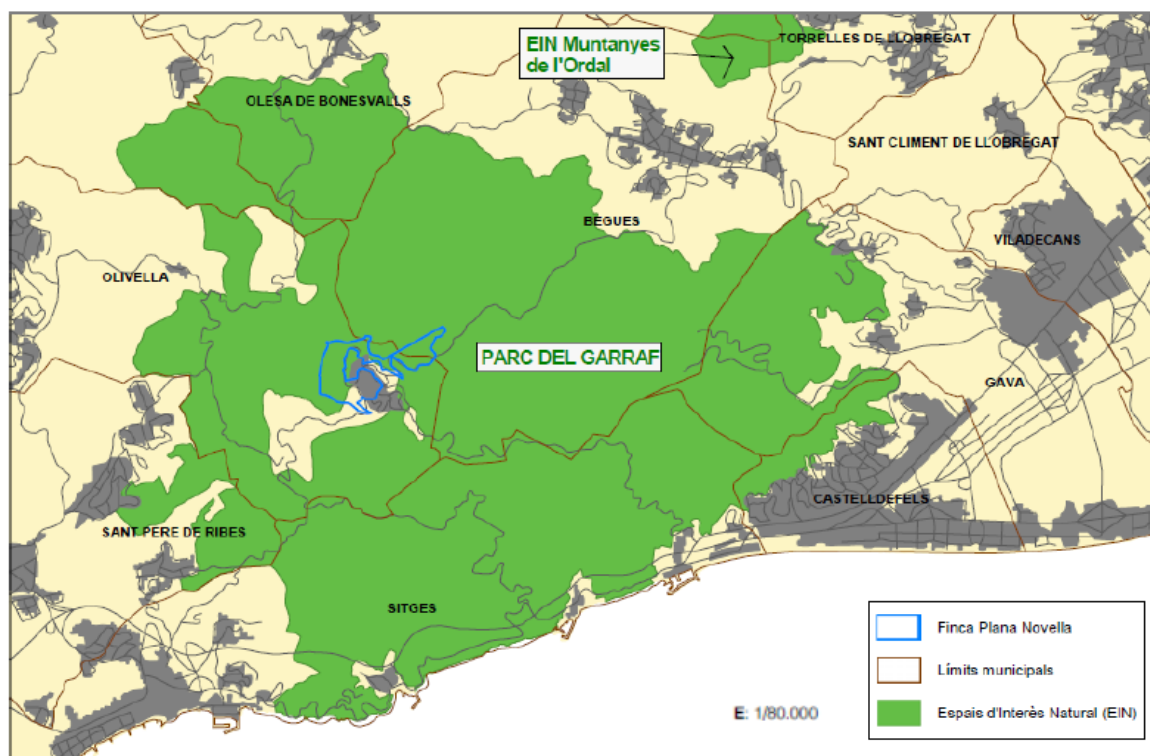 EIN Muntanyes
de l'Ordal
TORRELLES DE LLOBREGAT
OLESA DE BONESVALLS
SANT CLIMENT DE LLOBREGAT
BEGUES
VILADECANS
OLIVELLA
PARC DEL GARRAF
GAVA
CASTELLDEFELS
SANT PERE DE RIBES
SITGES
Finca Plana Novella
Límits municipals
Espais d'Interès Natural (EIN)
E: 1/80.000